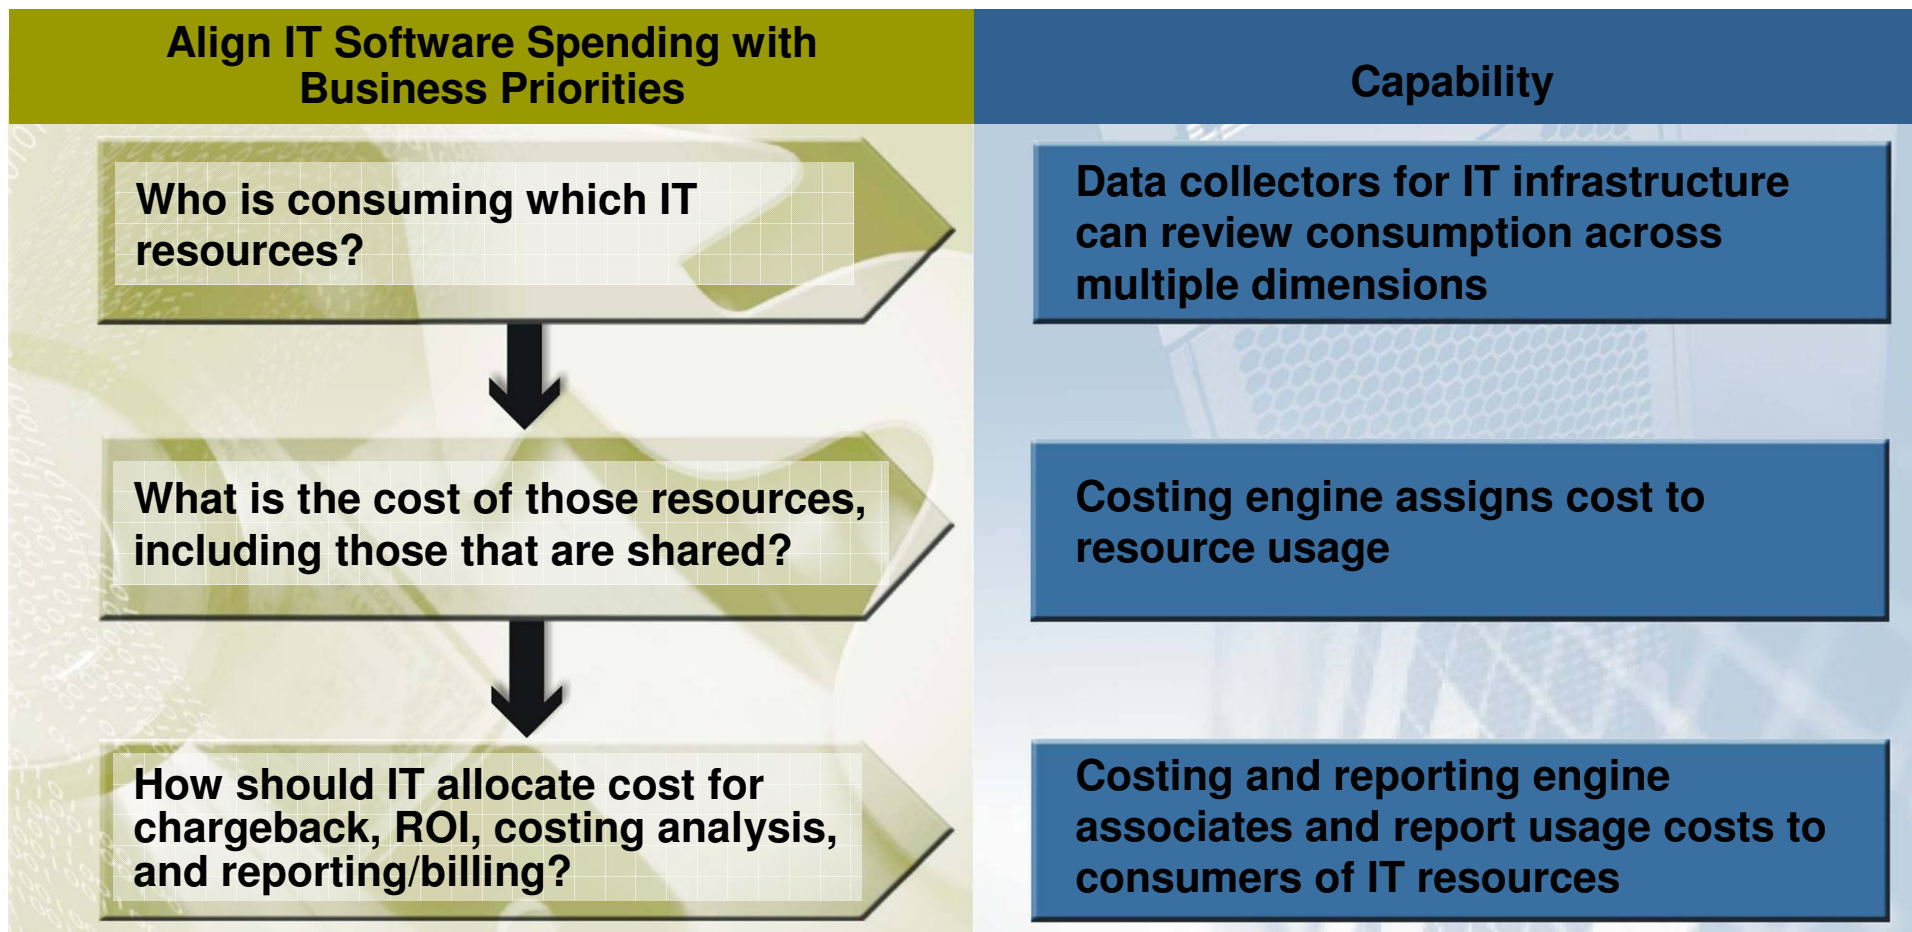 Align IT Software Spending with
Business Priorities
Capability
Who is consuming which IT
resources?
Data collectors for IT infrastructure
can review consumption across
multiple dimensions
What is the cost of those resources,
including those that are shared?
Costing engine assigns cost to
resource usage
How should IT allocate cost for
chargeback, ROI, costing analysis,
and reporting/billing?
Costing and reporting engine
associates and report usage costs to
consumers of IT resources